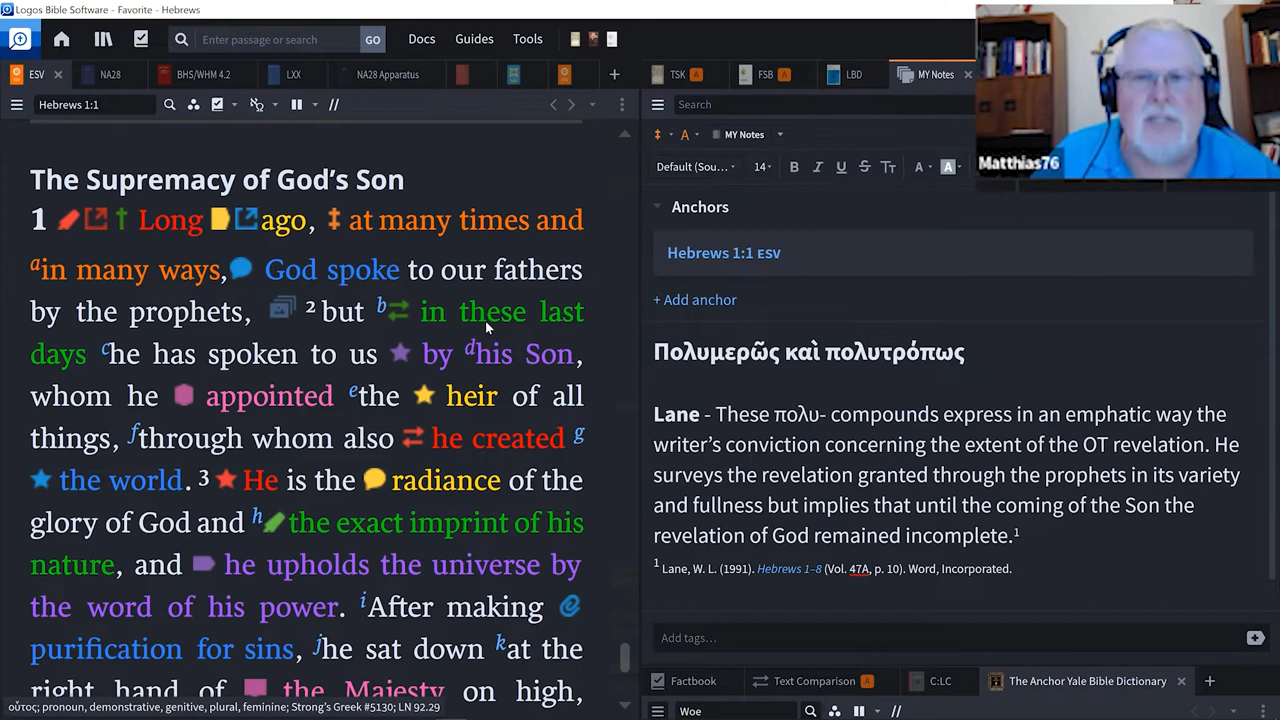 Logos Bible Software - Favorite - Hebrews
Enter passage or search GO Docs Guides Tools
ESV NA28 BHS/WHM 4.2 LXX NA28 Apparatus
Hebrews 1:1
The Supremacy of God's Son
1 Long ago, at many times and
a in many ways, God spoke to our fathers
by the prophets, 2 but b in these last
days c he has spoken to us by d his Son,
whom he appointed e the heir of all
things, f through whom also he created g
the world. 3 He is the radiance of the
glory of God and h the exact imprint of his
nature, and he upholds the universe by
the word of his power. i After making
purification for sins, j he sat down k at the
right hand of the Majesty on high,
οὗτος; pronoun, demonstrative, genitive, plural, feminine; Strong's Greek #5130; LN 92.29
TSK A FSB A LBD MY Notes
Search
A MY Notes
Default (Sou... 14 B I U S TT A A
Matthias76
Anchors
Hebrews 1:1 ESV
+ Add anchor
Πολυμερῶς καὶ πολυτρόπως
Lane - These πολυ- compounds express in an emphatic way the
writer's conviction concerning the extent of the OT revelation. He
surveys the revelation granted through the prophets in its variety
and fullness but implies that until the coming of the Son the
revelation of God remained incomplete.1
1 Lane, W. L. (1991). Hebrews 1–8 (Vol. 47A, p. 10). Word, Incorporated.
Add tags...
Factbook Text Comparison A C:LC The Anchor Yale Bible Dictionary
Woe